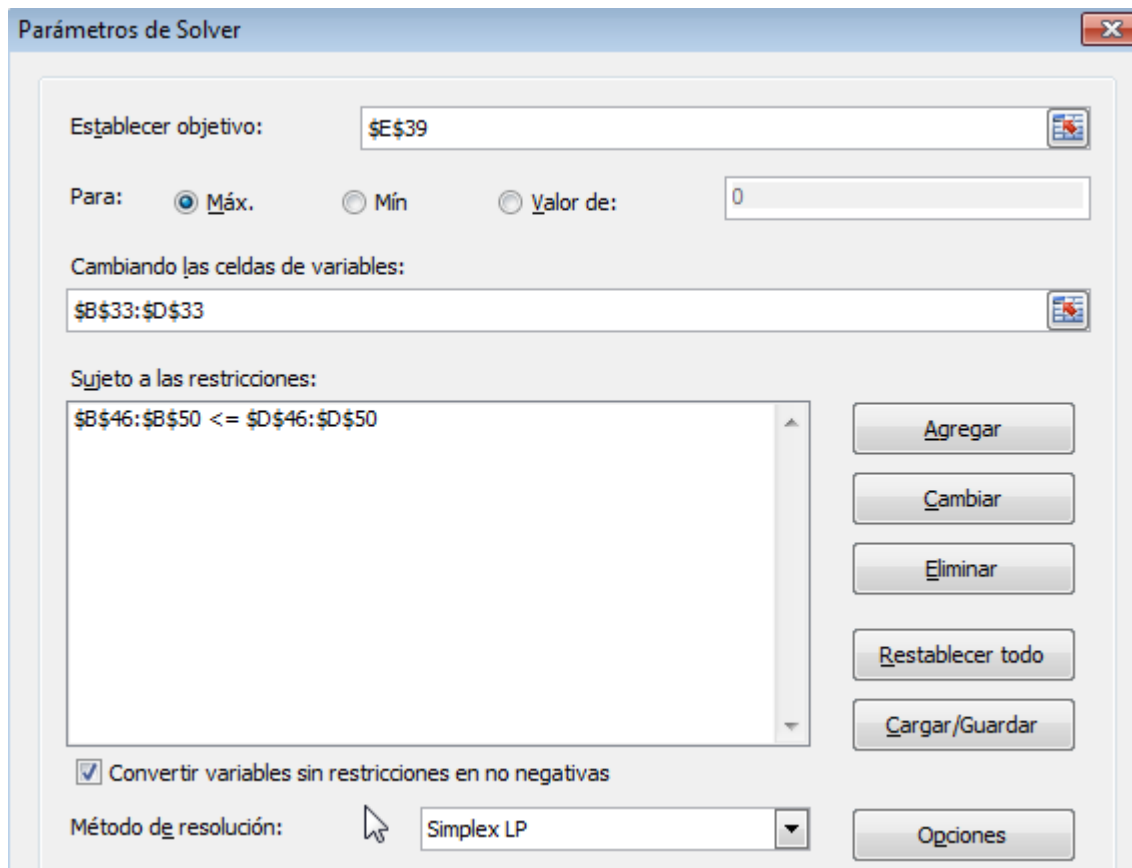 Parámetros de Solver
Establecer objetivo: $E$39
Para: Máx. Mín Valor de: 0
Cambiando las celdas de variables:
$B$33:$D$33
Sujeto a las restricciones:
$B$46:$B$50 <= $D$46:$D$50
Agregar
Cambiar
Eliminar
Restablecer todo
Cargar/Guardar
Convertir variables sin restricciones en no negativas
Método de resolución: Simplex LP Opciones